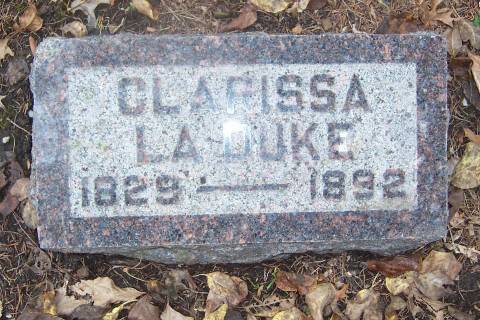 CLARISSA
LA DUKE
1829 — 1892